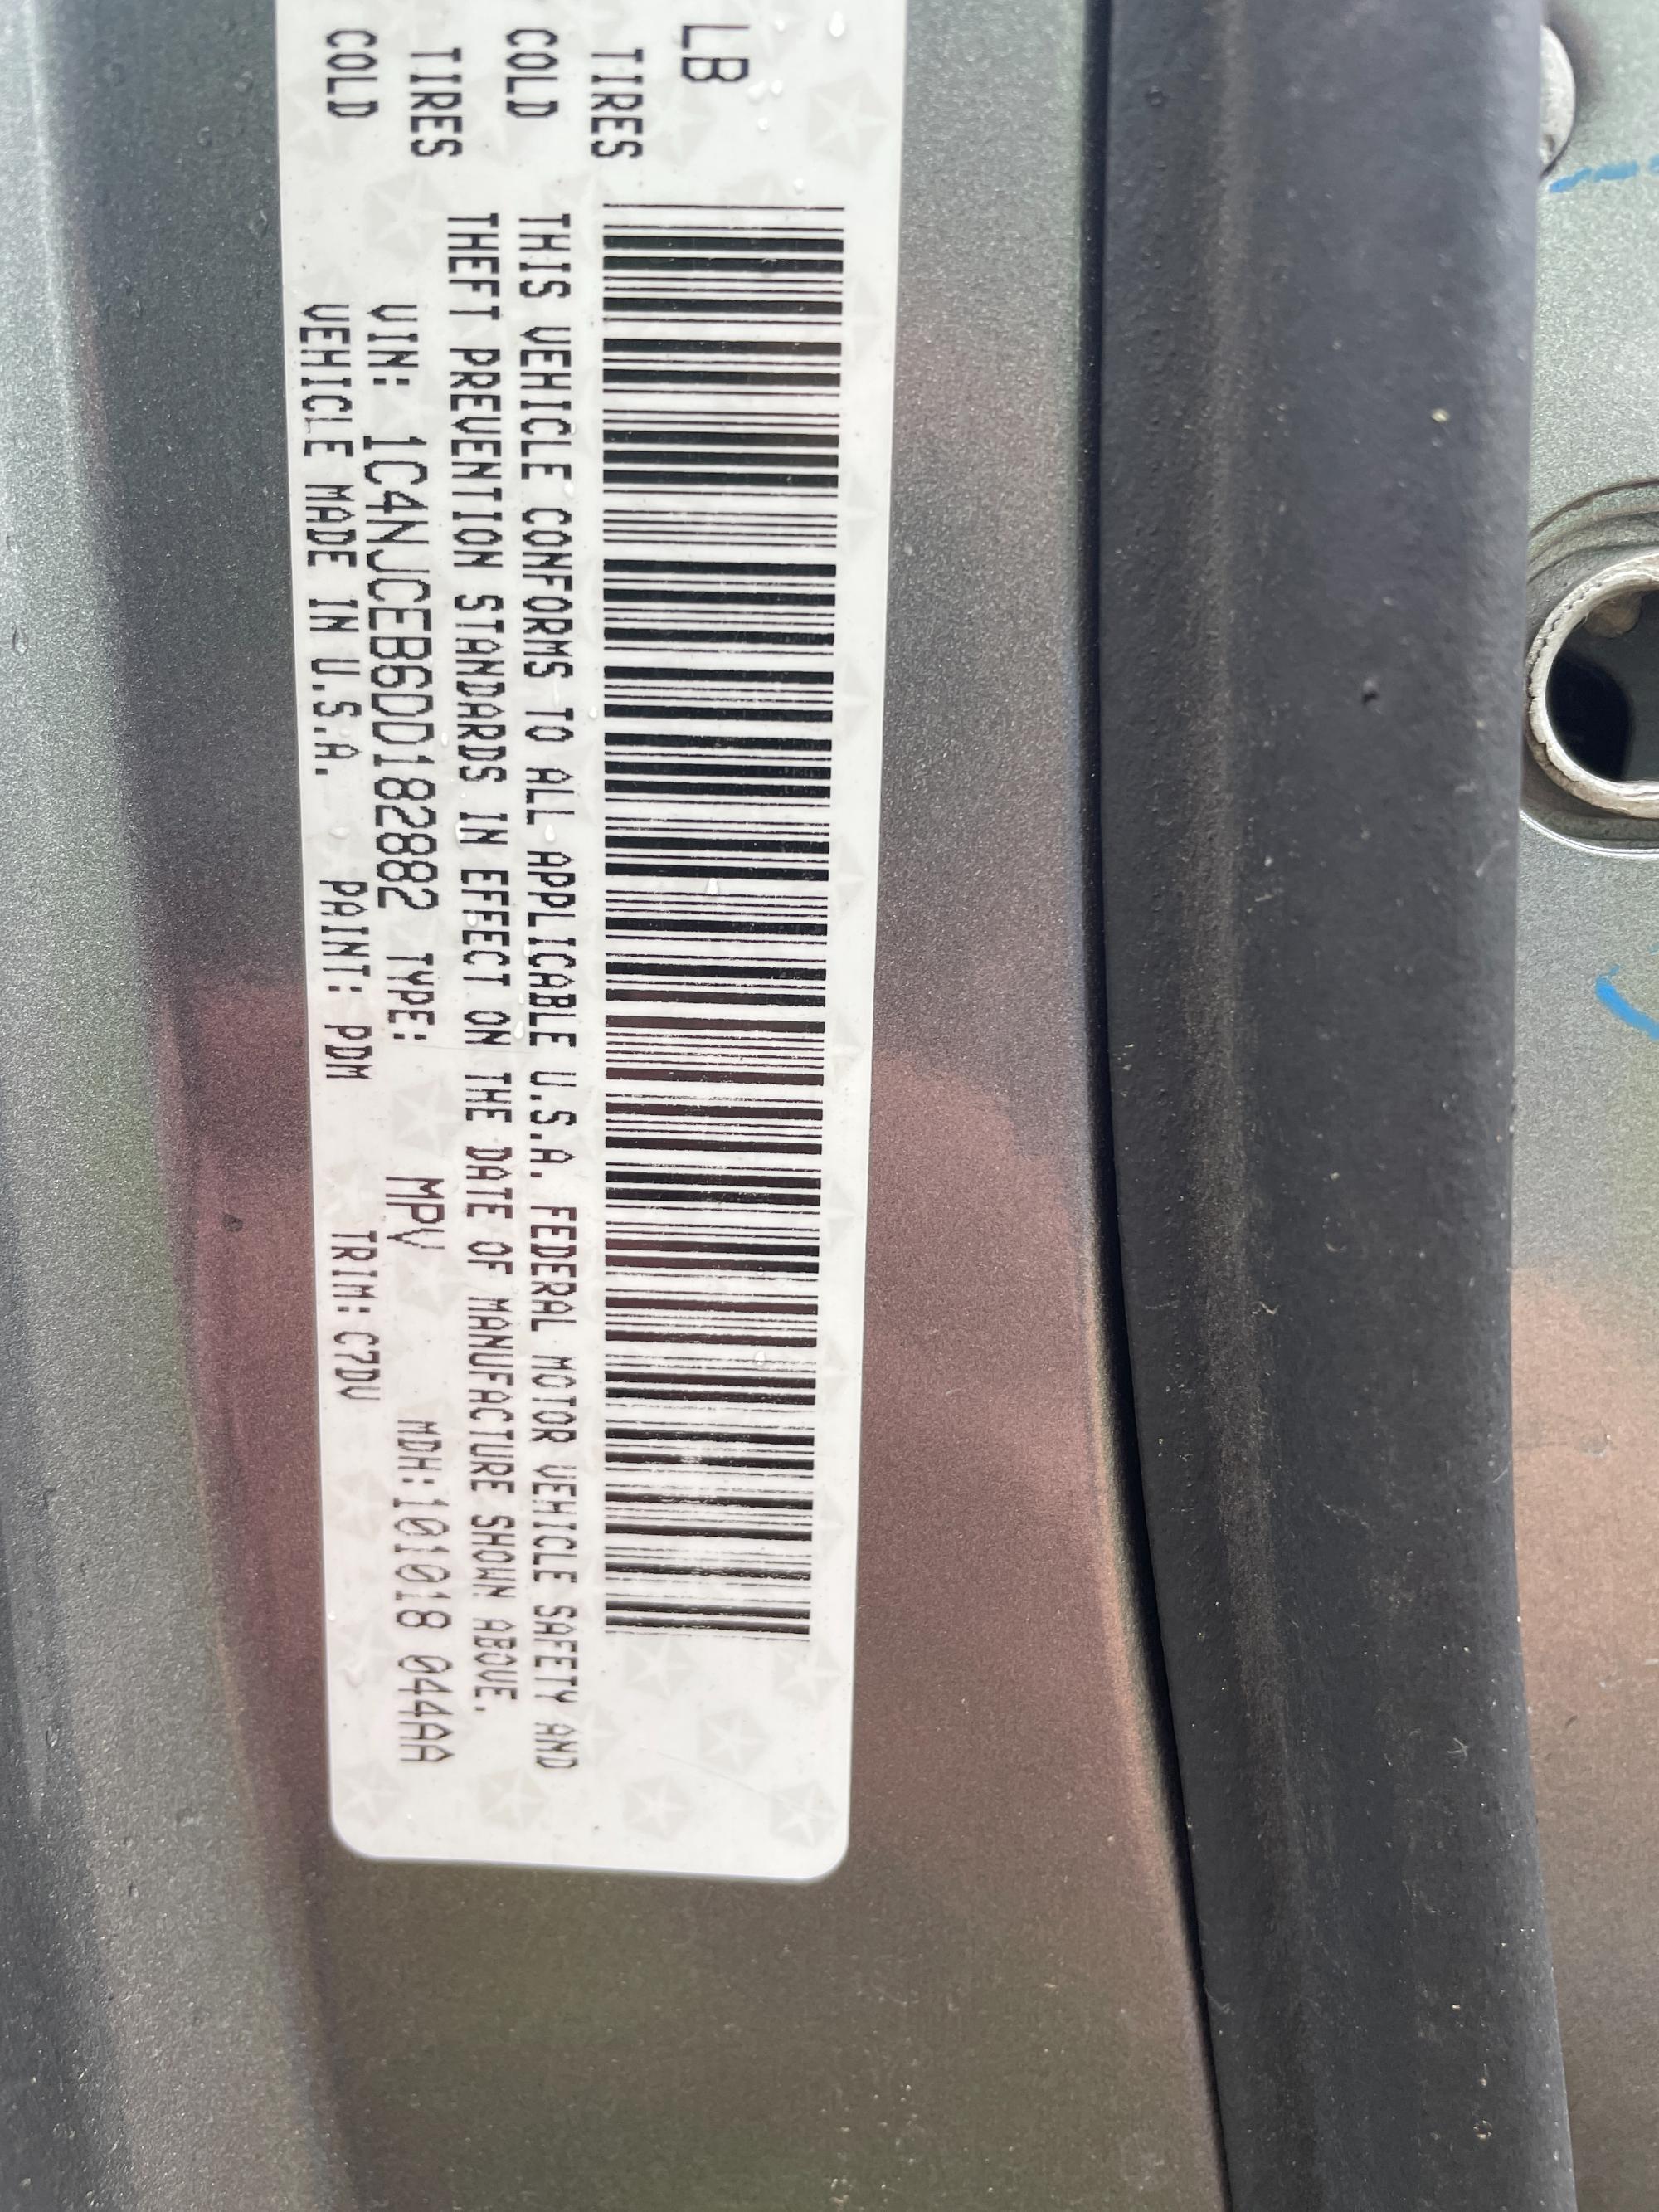 LB
TIRES
COLD
TIRES
COLD
THIS VEHICLE CONFORMS TO ALL APPLICABLE U.S.A. FEDERAL MOTOR VEHICLE SAFETY AND
THEFT PREVENTION STANDARDS IN EFFECT ON THE DATE OF MANUFACTURE SHOWN ABOVE.
VIN: 1C4NJCEB6DD182882 TYPE: MPV MDH:101018 044AA
VEHICLE MADE IN U.S.A. PAINT: PDM TRIM: C7DV